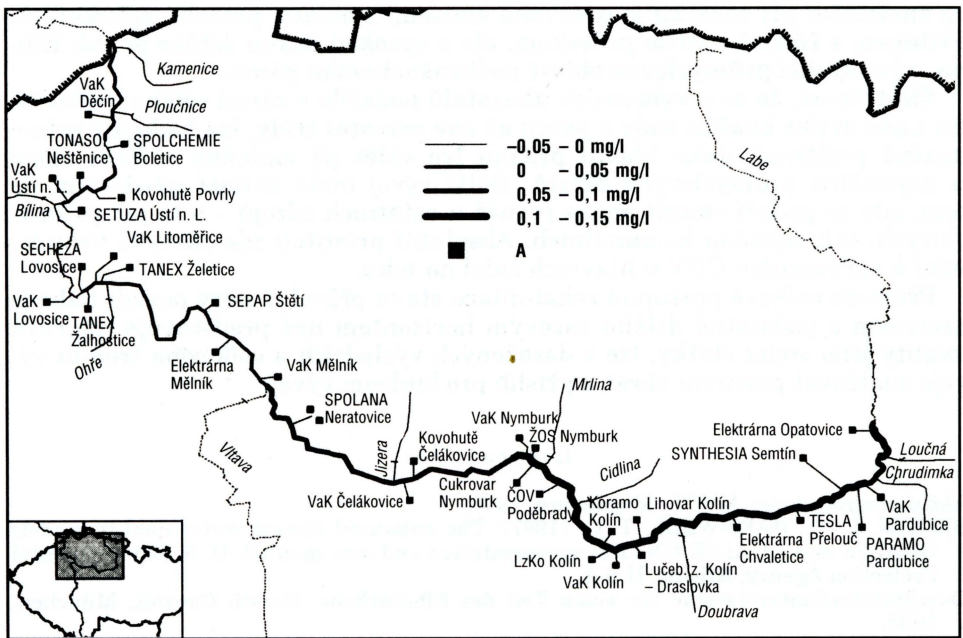 Kamenice
VaK
Děčín
Ploučnice
TONASO
Neštěnice
SPOLCHEMIE
Boletice
VaK
Ústí n. L.
Kovohutě Povrly
Bílina
SETUZA Ústí n. L.
VaK Litoměřice
SECHEZA
Lovosice
TANEX Želetice
VaK
Lovosice
TANEX
Žalhostice
Ohře
SEPAP Štětí
Elektrárna
Mělník
VaK Mělník
SPOLANA
Neratovice
Vltava
Labe
–0,05 – 0 mg/l
0 – 0,05 mg/l
0,05 – 0,1 mg/l
0,1 – 0,15 mg/l
A
Jizera
Kovohutě
Čelákovice
VaK Čelákovice
Cukrovar
Nymburk
VaK Nymburk
ŽOS Nymburk
Mrlina
ČOV
Poděbrady
Cidlina
Koramo
Kolín
Lihovar Kolín
LzKo Kolín
VaK Kolín
Lučeb. z. Kolín
– Draslovka
Doubrava
Elektrárna Opatovice
SYNTHESIA Semtín
Loučná
Chrudimka
VaK
Pardubice
PARAMO
Pardubice
TESLA
Přelouč
Elektrárna
Chvaletice